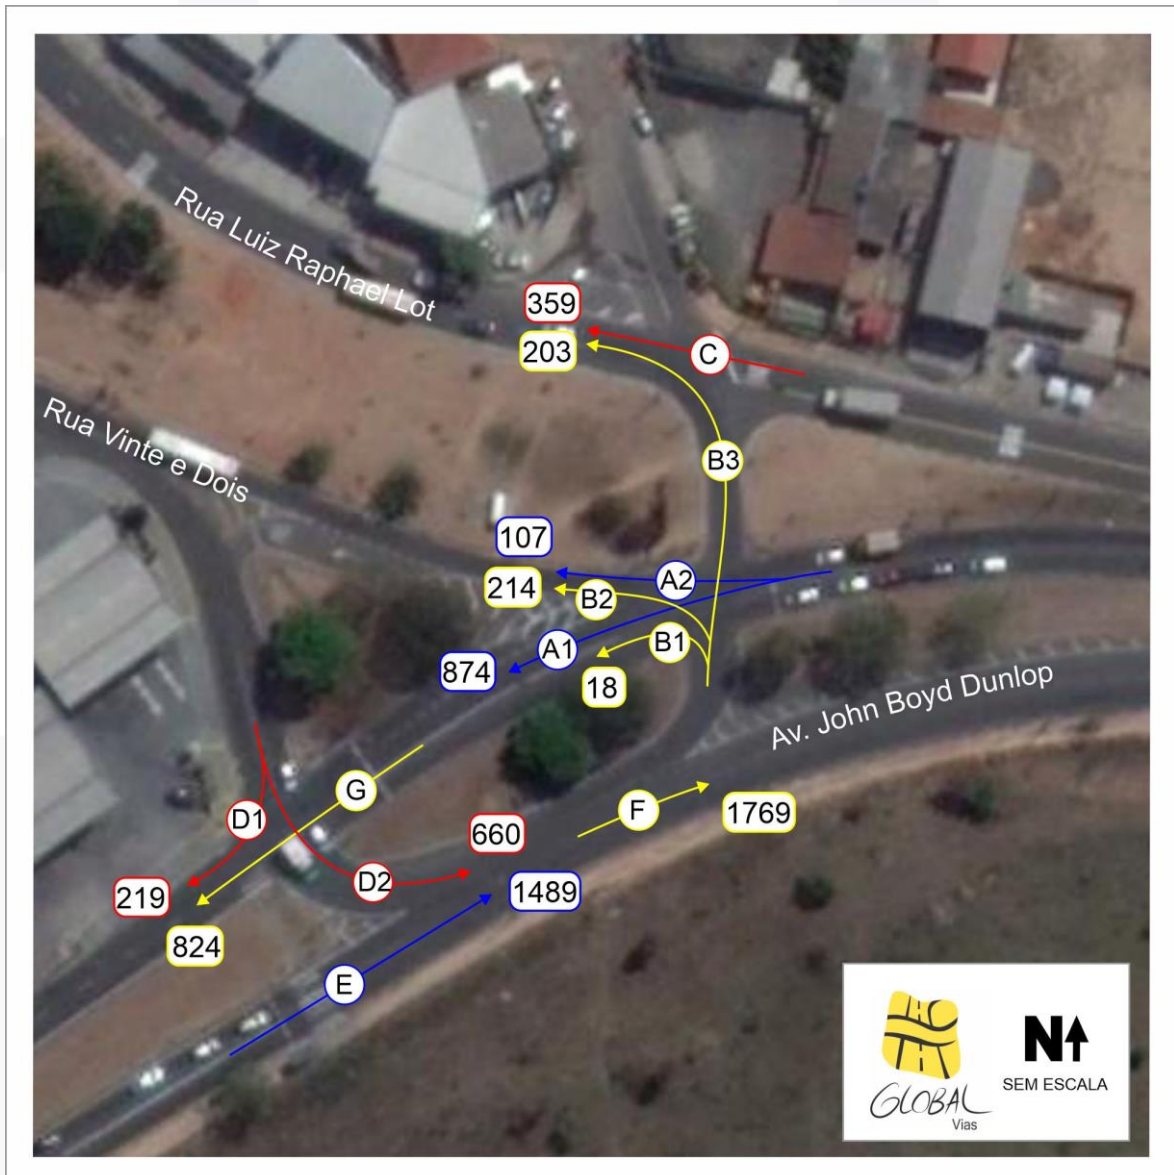 Rua Luiz Raphael Lot
359
203
C
Rua Vinte e Dois
B3
107
214
A2
B2
A1
B1
874
18
Av. John Boyd Dunlop
G
D1
F
1769
660
D2
219
1489
824
E
GLOBAL
Vias
N
SEM ESCALA